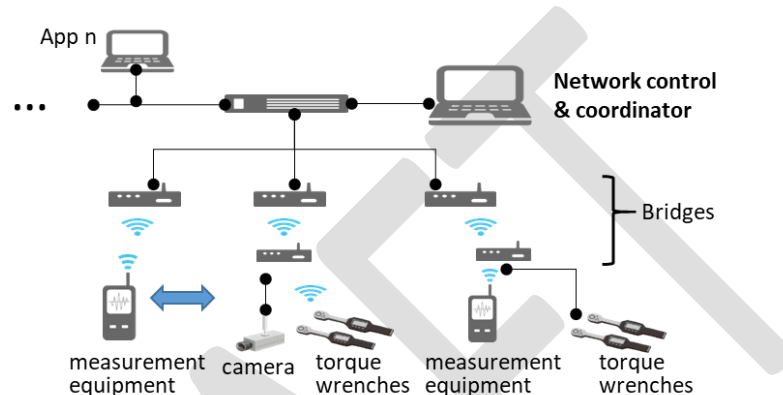 App n
...
Network control
& coordinator
Bridges
measurement
equipment
camera
torque
wrenches
measurement
equipment
torque
wrenches